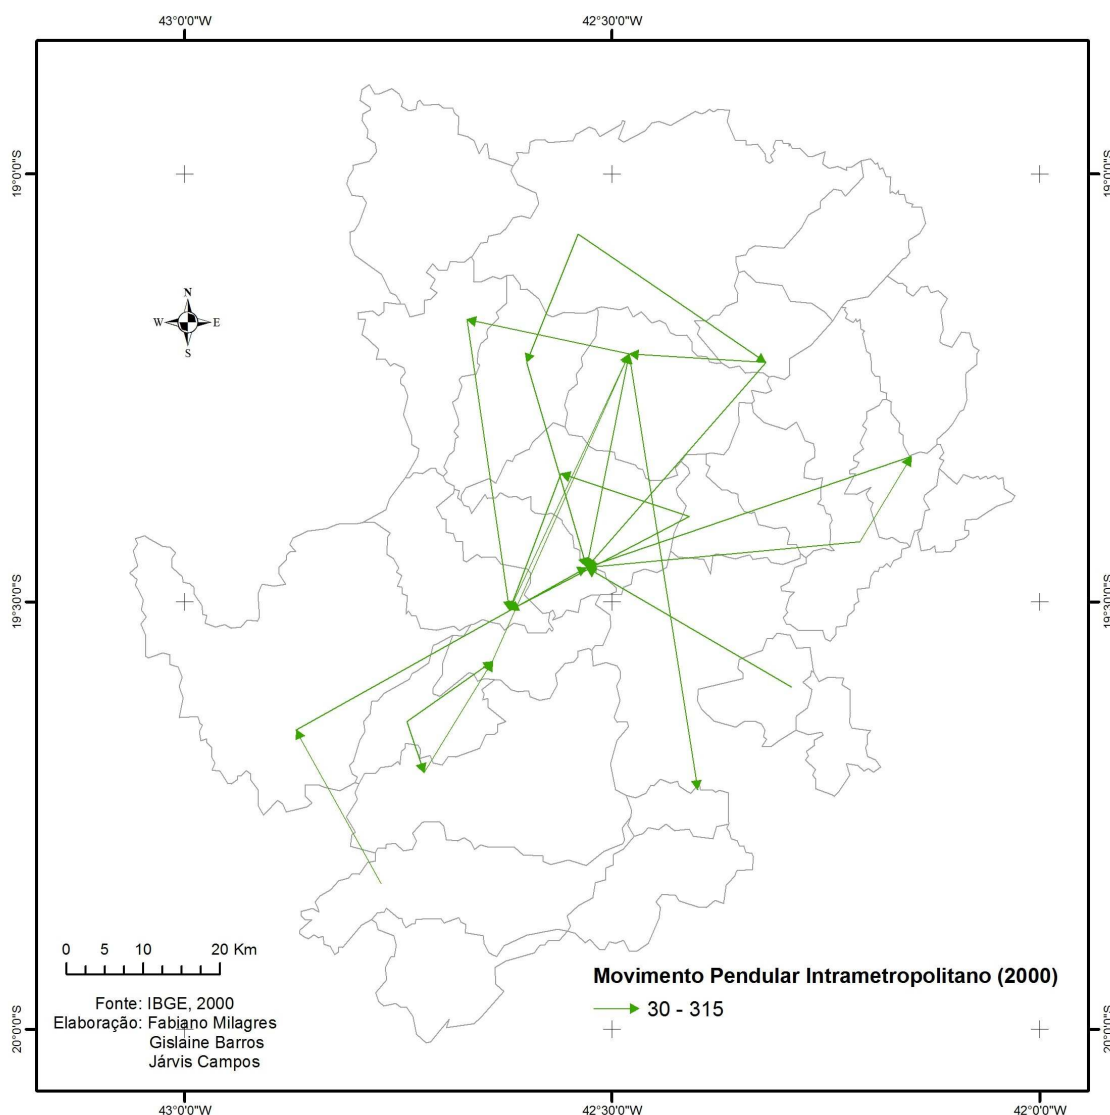 43°0'0"W 42°30'0"W
19°0'0"S 19°0'0"S
N
W E
S
19°30'0"S 19°30'0"S
0 5 10 20 Km
Movimento Pendular Intrametropolitano (2000)
30 - 315
Fonte: IBGE, 2000
Elaboração: Fabiano Milagres
Gislaine Barros
Járvis Campos
20°0'0"S 20°0'0"S
43°0'0"W 42°30'0"W 42°0'0"W